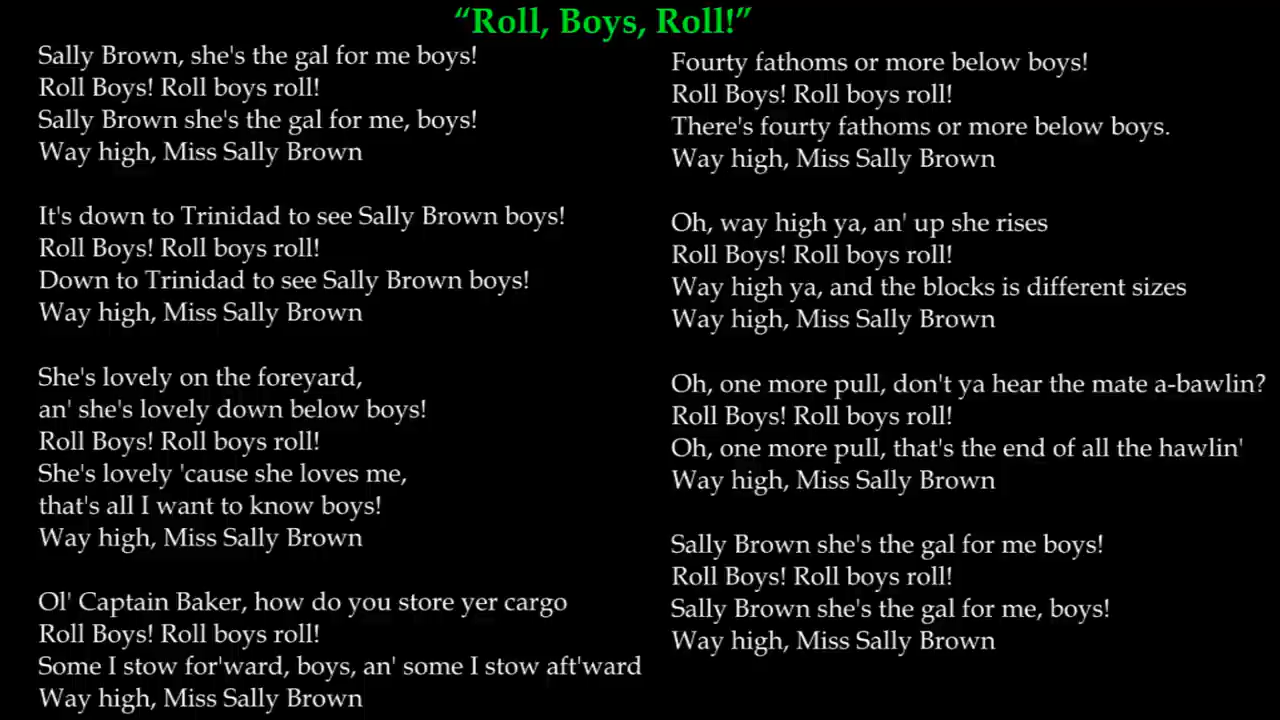 “Roll, Boys, Roll!”
Sally Brown, she's the gal for me boys!
Roll Boys! Roll boys roll!
Sally Brown she's the gal for me, boys!
Way high, Miss Sally Brown
It's down to Trinidad to see Sally Brown boys!
Roll Boys! Roll boys roll!
Down to Trinidad to see Sally Brown boys!
Way high, Miss Sally Brown
She's lovely on the foreyard,
an' she's lovely down below boys!
Roll Boys! Roll boys roll!
She's lovely 'cause she loves me,
that's all I want to know boys!
Way high, Miss Sally Brown
Ol' Captain Baker, how do you store yer cargo
Roll Boys! Roll boys roll!
Some I stow for'ward, boys, an' some I stow aft'ward
Way high, Miss Sally Brown
Fourty fathoms or more below boys!
Roll Boys! Roll boys roll!
There's fourty fathoms or more below boys.
Way high, Miss Sally Brown
Oh, way high ya, an' up she rises
Roll Boys! Roll boys roll!
Way high ya, and the blocks is different sizes
Way high, Miss Sally Brown
Oh, one more pull, don't ya hear the mate a-bawlin?
Roll Boys! Roll boys roll!
Oh, one more pull, that's the end of all the hawlin'
Way high, Miss Sally Brown
Sally Brown she's the gal for me boys!
Roll Boys! Roll boys roll!
Sally Brown she's the gal for me, boys!
Way high, Miss Sally Brown